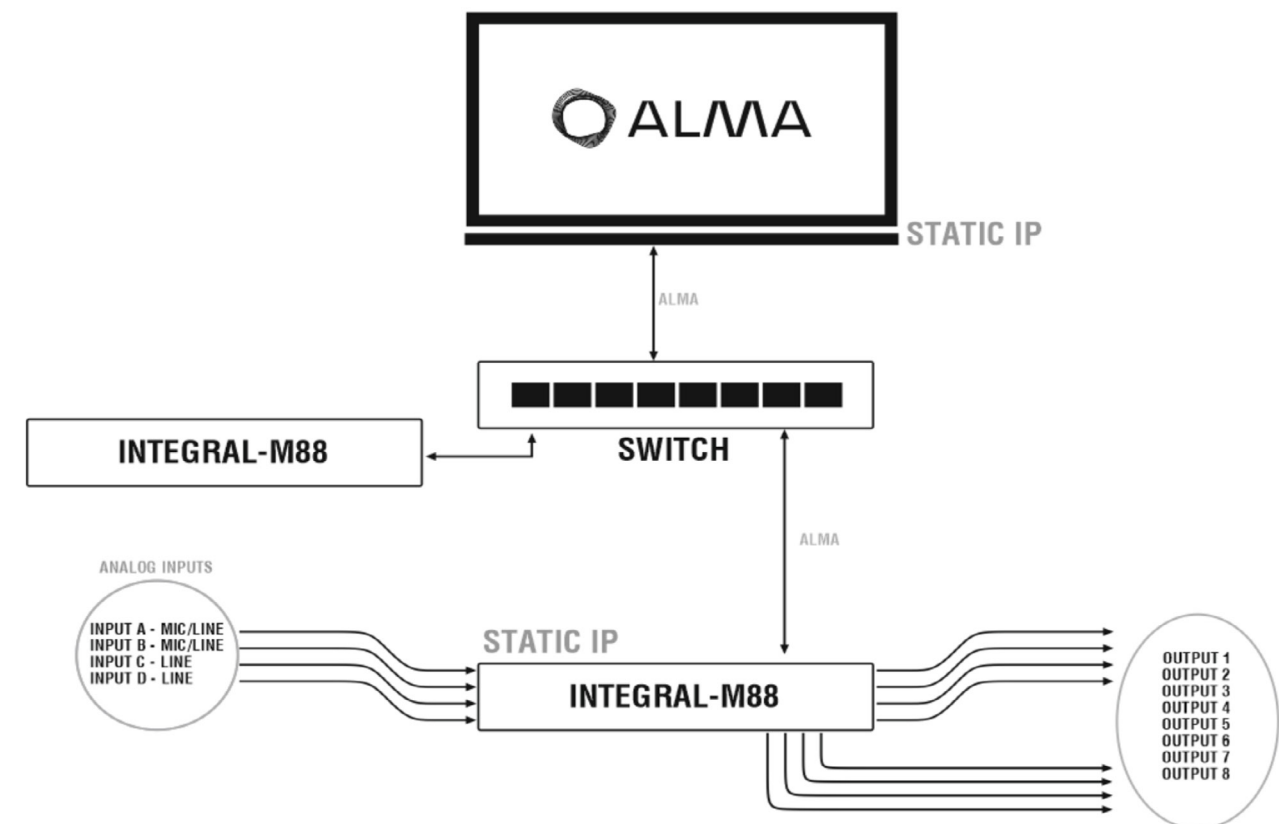 ALMA
STATIC IP
ALMA
SWITCH
INTEGRAL-M88
ALMA
ANALOG INPUTS
INPUT A - MIC/LINE
INPUT B - MIC/LINE
INPUT C - LINE
INPUT D - LINE
STATIC IP
INTEGRAL-M88
OUTPUT 1
OUTPUT 2
OUTPUT 3
OUTPUT 4
OUTPUT 5
OUTPUT 6
OUTPUT 7
OUTPUT 8